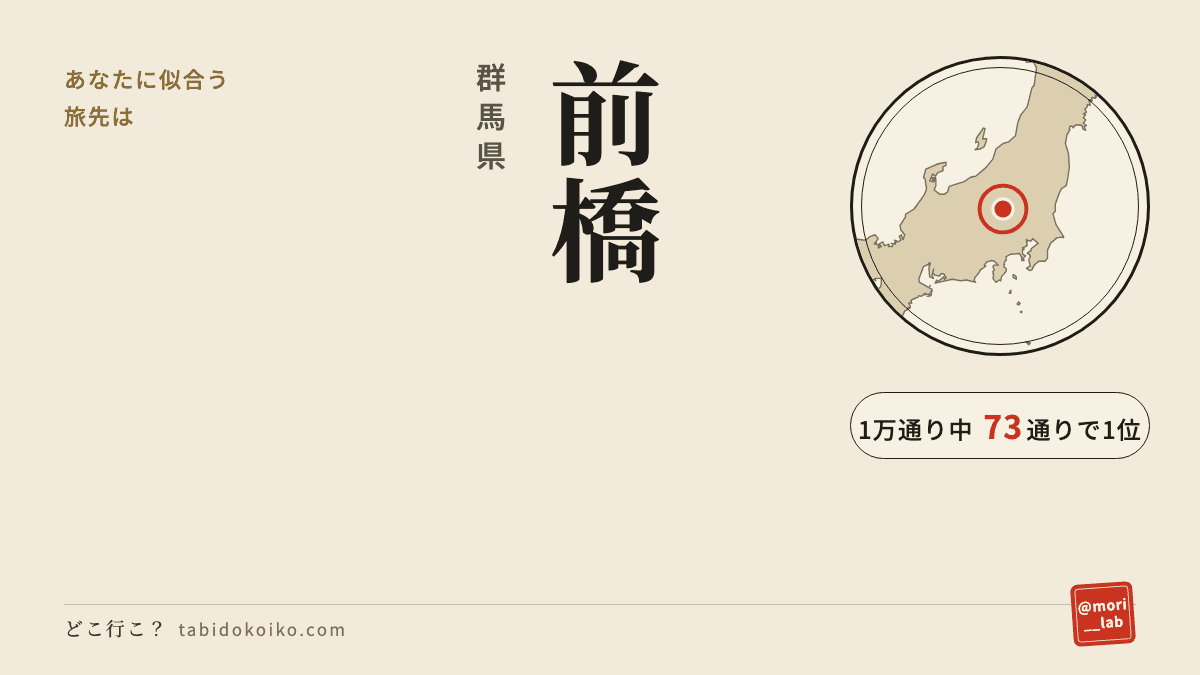 あなたに似合う
旅先は
前橋
群馬県
1万通り中 73通りで1位
どこ行こ? tabidokoiko.com
@mori
__lab